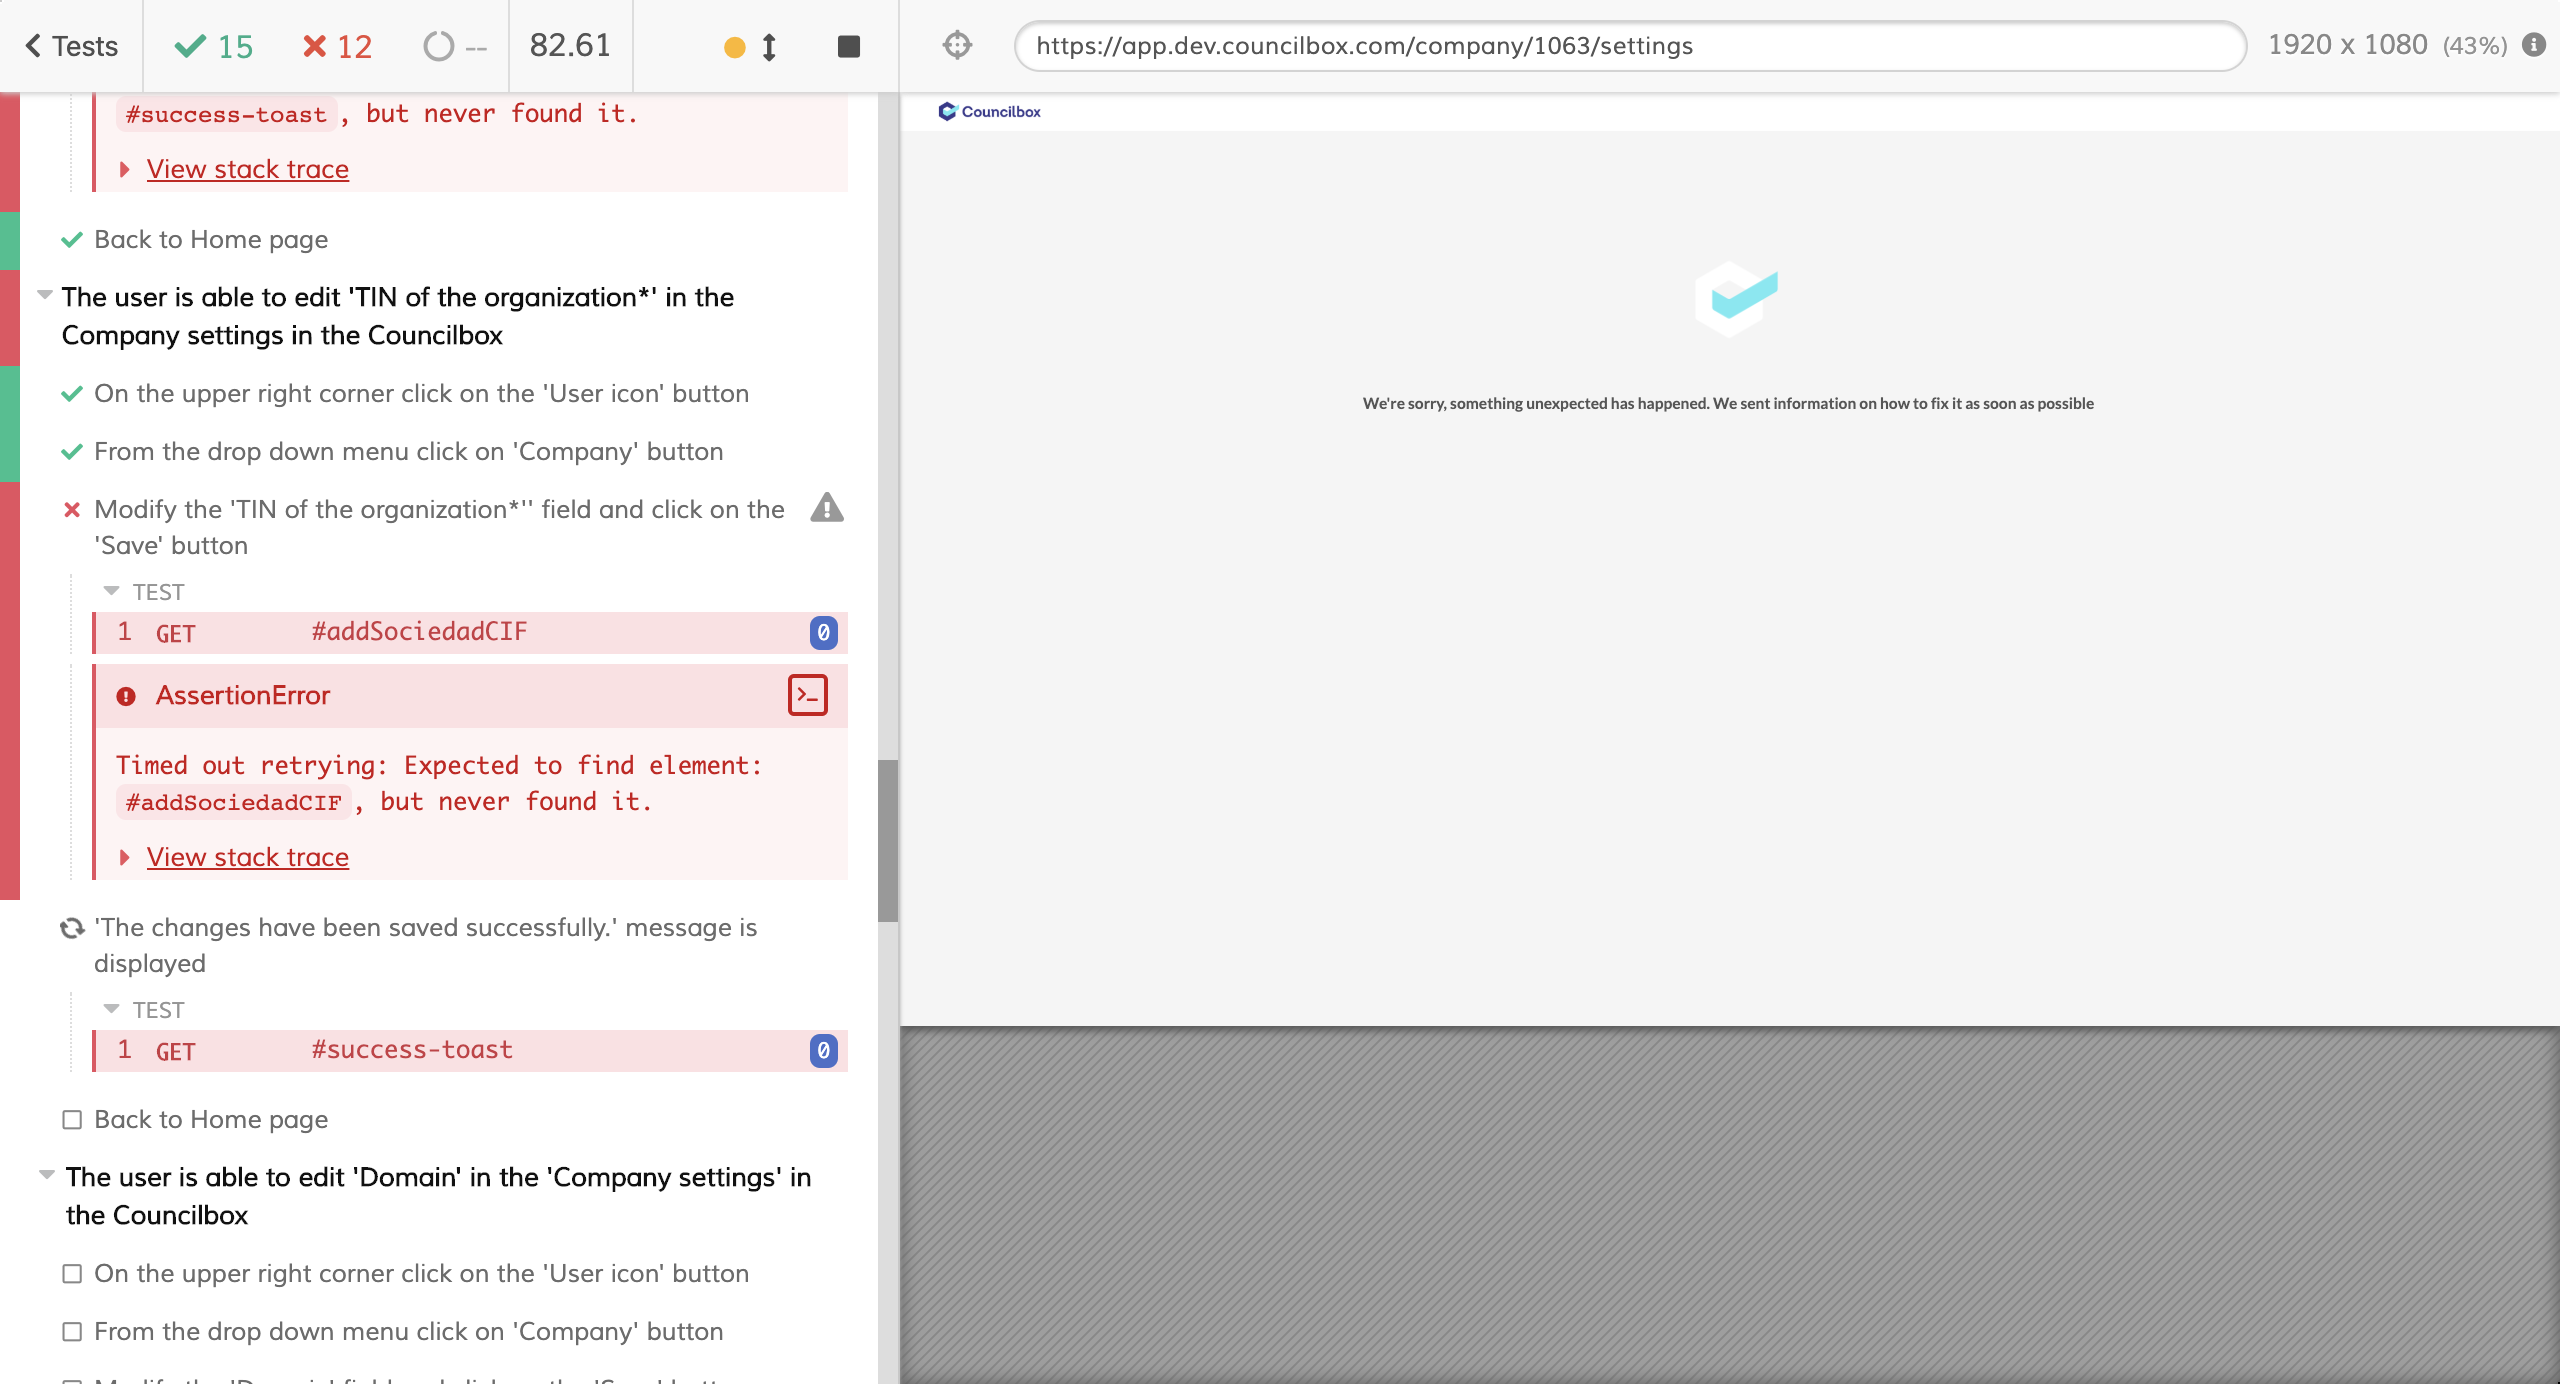 Tests
15
12
--
82.61
https://app.dev.councilbox.com/company/1063/settings
1920 x 1080 (43%)
#success-toast , but never found it.
View stack trace
Back to Home page
The user is able to edit 'TIN of the organization*' in the
Company settings in the Councilbox
On the upper right corner click on the 'User icon' button
From the drop down menu click on 'Company' button
Modify the 'TIN of the organization*'' field and click on the
'Save' button
TEST
1 GET #addSociedadCIF 0
AssertionError
>_
Timed out retrying: Expected to find element:
#addSociedadCIF , but never found it.
View stack trace
'The changes have been saved successfully.' message is
displayed
TEST
1 GET #success-toast 0
Back to Home page
The user is able to edit 'Domain' in the 'Company settings' in
the Councilbox
On the upper right corner click on the 'User icon' button
From the drop down menu click on 'Company' button
Councilbox
We're sorry, something unexpected has happened. We sent information on how to fix it as soon as possible